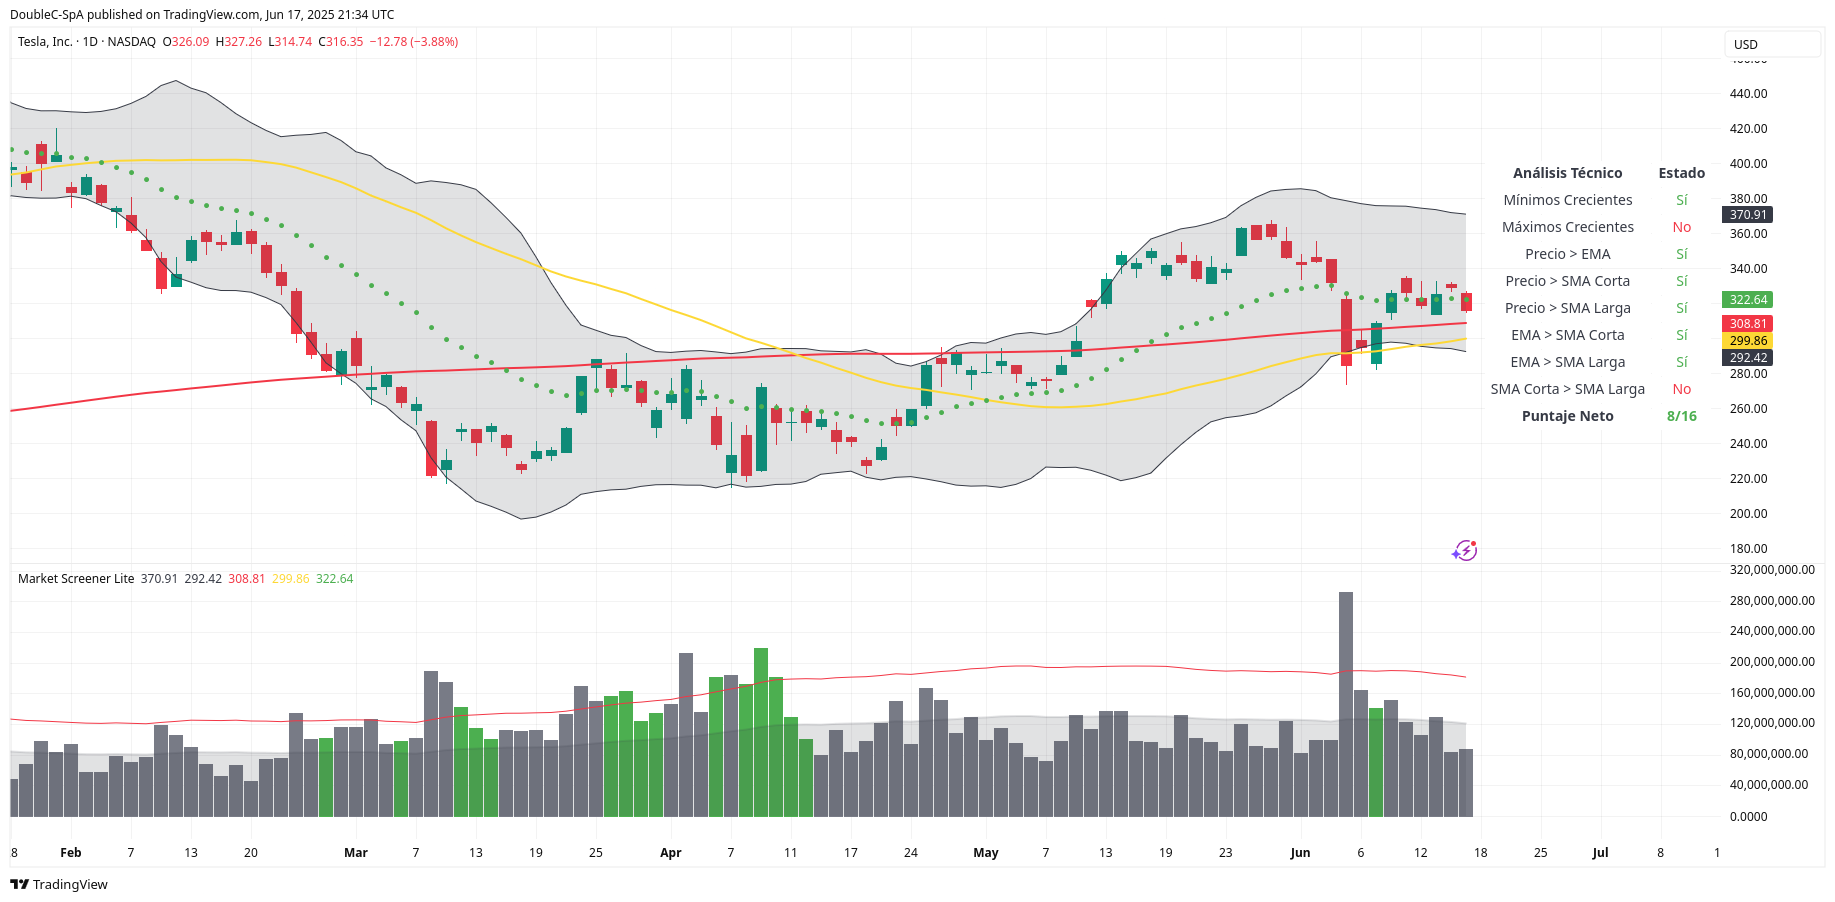 DoubleC-SpA published on TradingView.com, Jun 17, 2025 21:34 UTC
Tesla, Inc. · 1D · NASDAQ O326.09 H327.26 L314.74 C316.35 −12.78 (−3.88%)
USD
440.00
420.00
400.00
380.00
370.91
360.00
340.00
322.64
308.81
299.86
292.42
280.00
260.00
240.00
220.00
200.00
180.00
Análisis Técnico Estado
Mínimos Crecientes Sí
Máximos Crecientes No
Precio > EMA Sí
Precio > SMA Corta Sí
Precio > SMA Larga Sí
EMA > SMA Corta Sí
EMA > SMA Larga Sí
SMA Corta > SMA Larga No
Puntaje Neto 8/16
Market Screener Lite 370.91 292.42 308.81 299.86 322.64
320,000,000.00
280,000,000.00
240,000,000.00
200,000,000.00
160,000,000.00
120,000,000.00
80,000,000.00
40,000,000.00
0.0000
8 Feb 7 13 20 Mar 7 13 19 25 Apr 7 11 17 24 May 7 13 19 23 Jun 6 12 18 25 Jul 8 1
TradingView